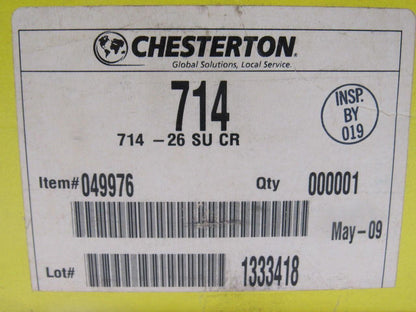 CHESTERTON®
Global Solutions, Local Service.
714
714 -26 SU CR
INSP.
BY
019
Item# 049976
Qty 000001
May-09
Lot# 1333418